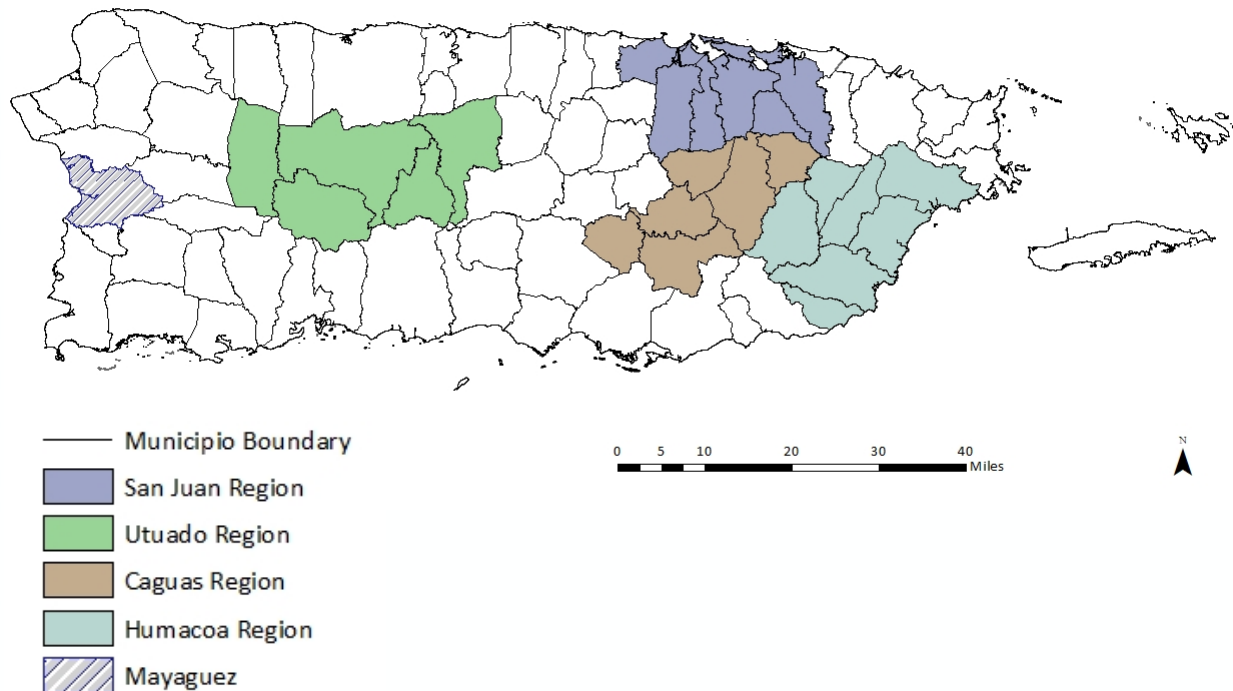 Municipio Boundary
San Juan Region
Utuado Region
Caguas Region
Humacoa Region
Mayaguez
0 5 10 20 30 40
Miles
N